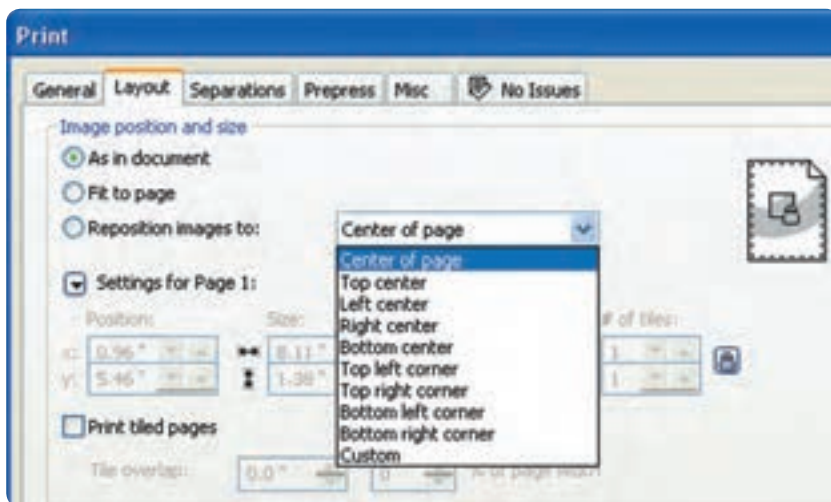 Print
General Layout Separations Prepress Misc No Issues
Image position and size
As in document
Fit to page
Reposition images to: Center of page
Center of page
Settings for Page 1:
Top center
Left center
Right center
Position: Size: # of tiles:
Bottom center
x: 0.96 " 8.11 " 1
Top left corner
y: 5.46 " 1.38 " 1
Top right corner
Bottom left corner
Print tiled pages
Bottom right corner
Custom
Tile overlap: 0.0 " 0 % of page width